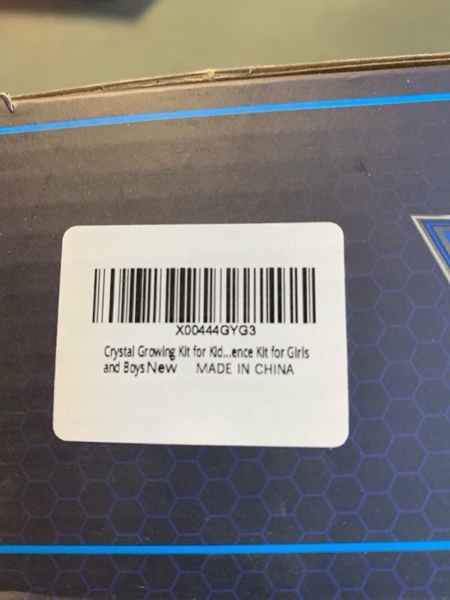 X00444GYG3
Crystal Growing Kit for Kid...ence Kit for Girls
and Boys New MADE IN CHINA